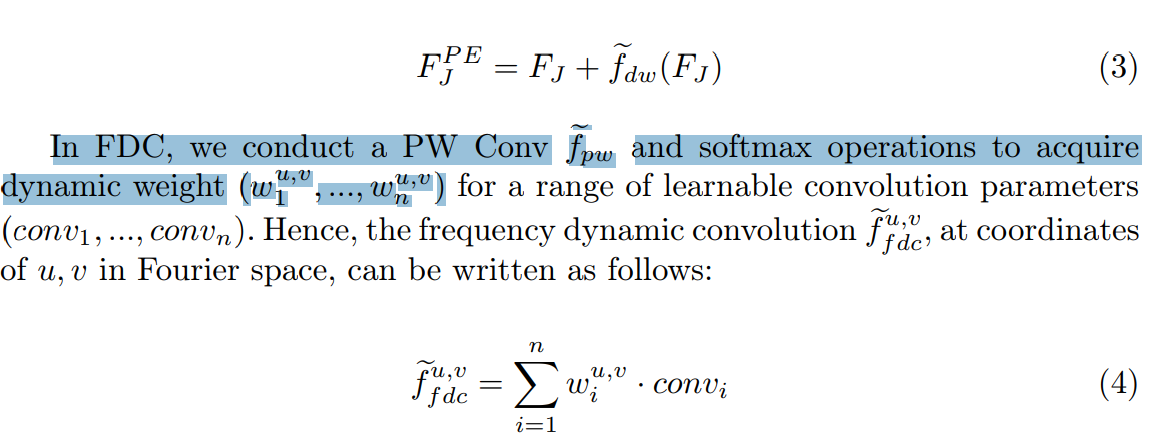 F_J^{PE} = F_J + \widetilde{f}_{dw}(F_J) (3)
In FDC, we conduct a PW Conv \widetilde{f}_{pw} and softmax operations to acquire
dynamic weight (w_1^{u,v}, ..., w_n^{u,v}) for a range of learnable convolution parameters
(conv_1, ..., conv_n). Hence, the frequency dynamic convolution \widetilde{f}_{fdc}^{u,v}, at coordinates
of u, v in Fourier space, can be written as follows:
\widetilde{f}_{fdc}^{u,v} = \sum_{i=1}^{n} w_i^{u,v} · conv_i (4)